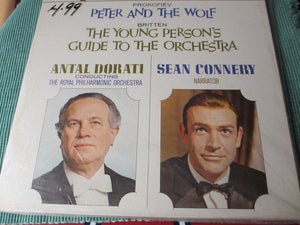 4.99
PROKOFIEV
PETER AND THE WOLF
BRITTEN
THE YOUNG PERSON'S
GUIDE TO THE ORCHESTRA
ANTAL DORATI
CONDUCTING
THE ROYAL PHILHARMONIC ORCHESTRA
SEAN CONNERY
NARRATOR